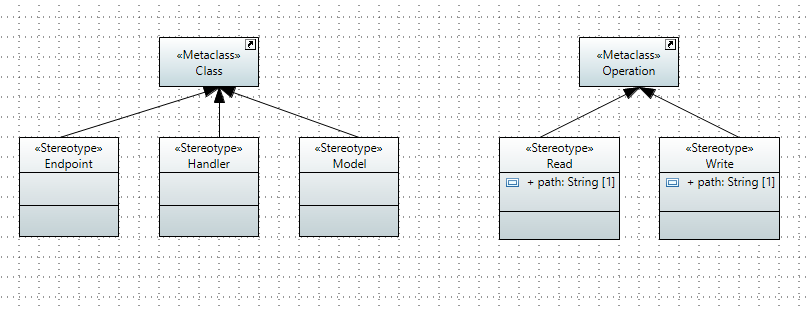 «Metaclass»
Class
«Metaclass»
Operation
«Stereotype»
Endpoint
«Stereotype»
Handler
«Stereotype»
Model
«Stereotype»
Read
+ path: String [1]
«Stereotype»
Write
+ path: String [1]